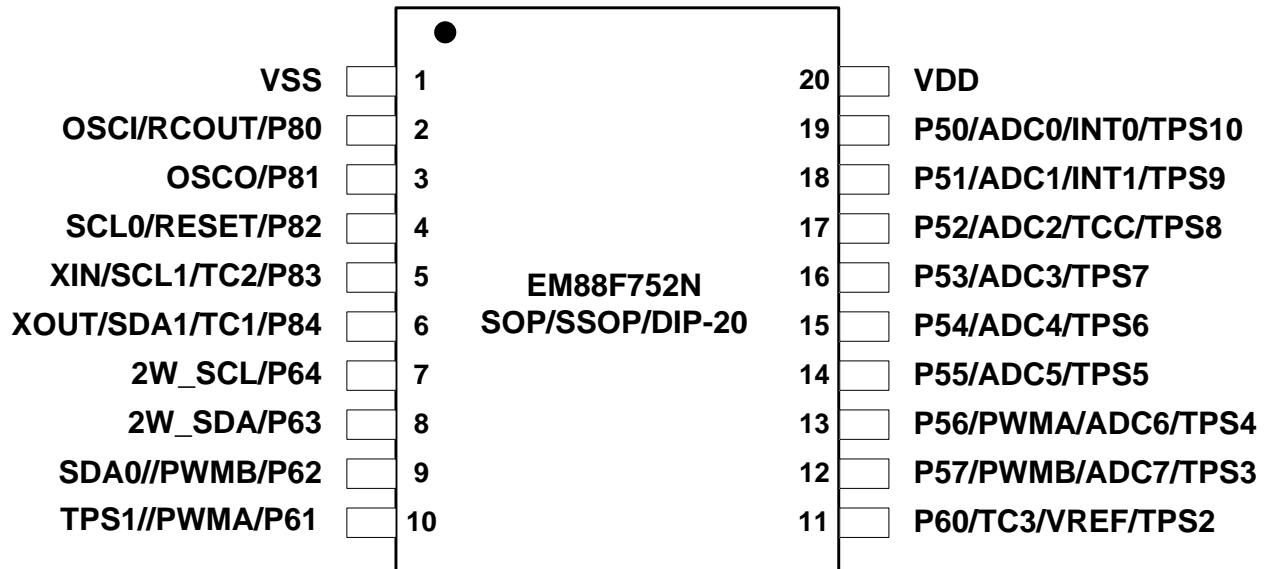 VSS 1 20 VDD
OSCI/RCOUT/P80 2 19 P50/ADC0/INT0/TPS10
OSCO/P81 3 18 P51/ADC1/INT1/TPS9
SCL0/RESET/P82 4 17 P52/ADC2/TCC/TPS8
XIN/SCL1/TC2/P83 5 16 P53/ADC3/TPS7
EM88F752N
XOUT/SDA1/TC1/P84 6 SOP/SSOP/DIP-20 15 P54/ADC4/TPS6
2W_SCL/P64 7 14 P55/ADC5/TPS5
2W_SDA/P63 8 13 P56/PWMA/ADC6/TPS4
SDA0//PWMB/P62 9 12 P57/PWMB/ADC7/TPS3
TPS1//PWMA/P61 10 11 P60/TC3/VREF/TPS2